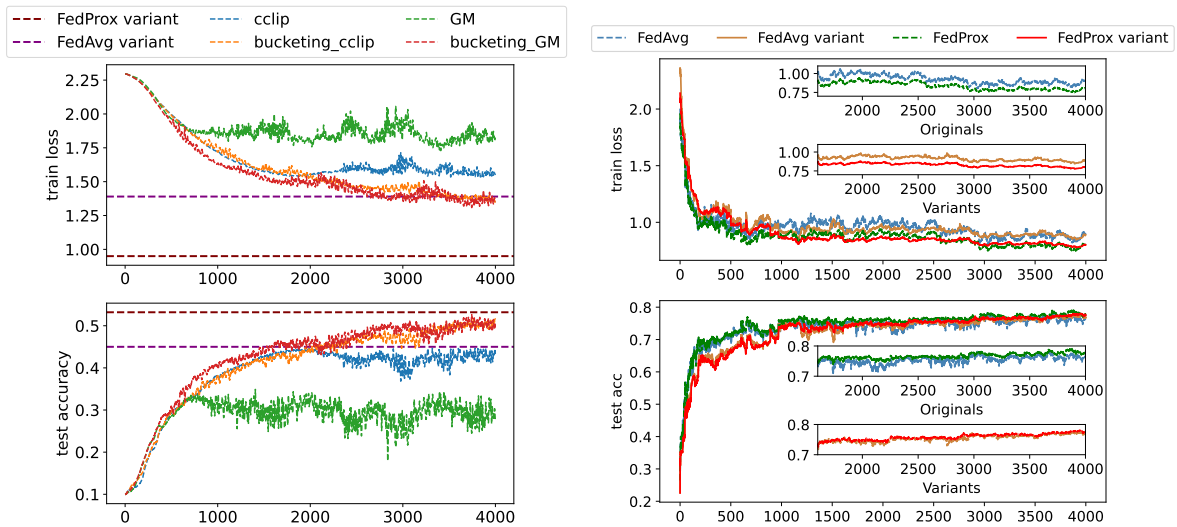 FedProx variant cclip GM
FedAvg variant bucketing_cclip bucketing_GM
2.25
2.00
1.75
1.50
1.25
1.00
train loss
0 1000 2000 3000 4000
0.5
0.4
0.3
0.2
0.1
test accuracy
0 1000 2000 3000 4000
FedAvg FedAvg variant FedProx FedProx variant
2.0
1.5
1.0
train loss
1.00
0.75
2000 2500 3000 3500 4000
Originals
1.00
0.75
2000 2500 3000 3500 4000
Variants
0 500 1000 1500 2000 2500 3000 3500 4000
0.8
0.7
0.6
0.5
0.4
0.3
0.2
test acc
0.8
0.7
2000 2500 3000 3500 4000
Originals
0.8
0.7
2000 2500 3000 3500 4000
Variants
0 500 1000 1500 2000 2500 3000 3500 4000